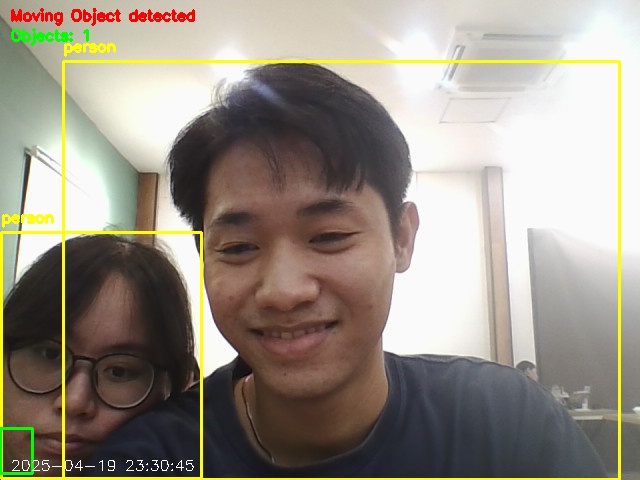 Moving Object detected
Objects: 1
person
person
2025-04-19 23:30:45